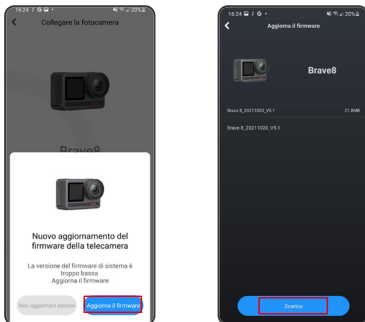 16:24
20%
Collegare la fotocamera
Brave8
Nuovo aggiornamento del
firmware della telecamera
La versione del firmware di sistema è
troppo bassa
Aggiorna il firmware
Non aggiornare adesso
Aggiorna il firmware
16:24
20%
Aggiorna il firmware
Brave8
Brave 8_20211020_V5.1
21.8MB
Brave 8_20211020_V5.1
Scarica